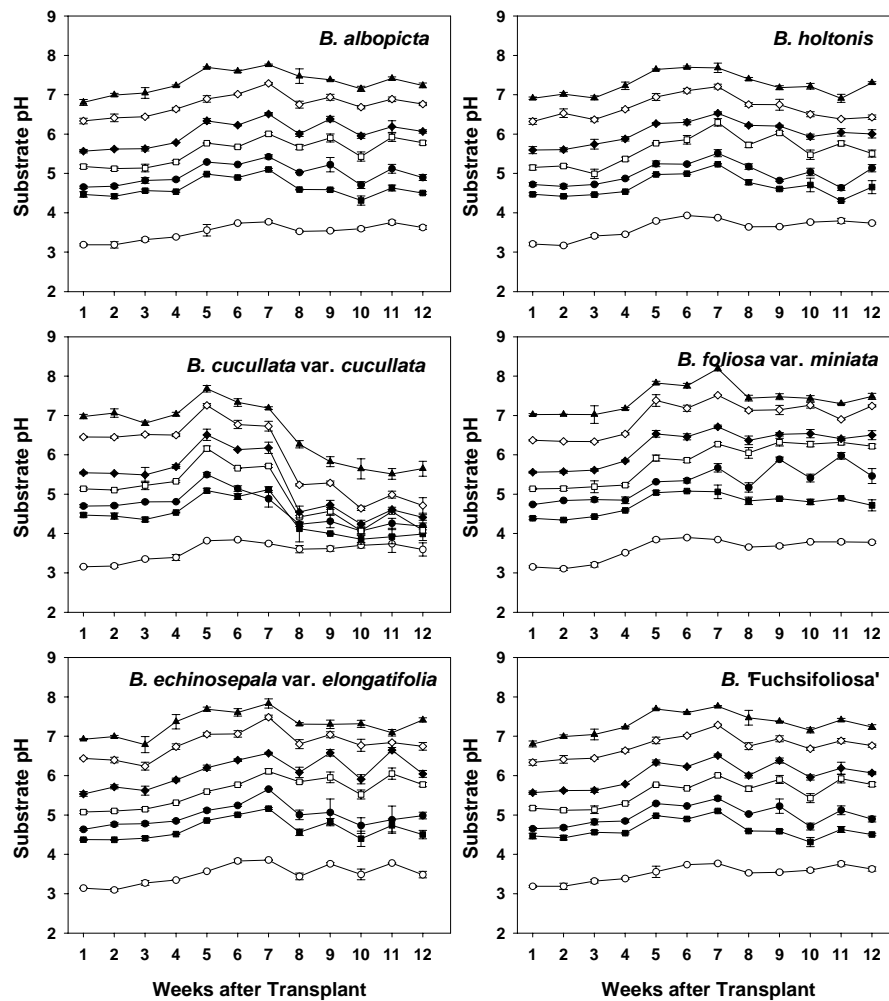 B. albopicta
9
8
7
6
5
4
3
2
Substrate pH
1 2 3 4 5 6 7 8 9 10 11 12
B. holtonis
9
8
7
6
5
4
3
2
Substrate pH
1 2 3 4 5 6 7 8 9 10 11 12
B. cucullata var. cucullata
9
8
7
6
5
4
3
2
Substrate pH
1 2 3 4 5 6 7 8 9 10 11 12
B. foliosa var. miniata
9
8
7
6
5
4
3
2
Substrate pH
1 2 3 4 5 6 7 8 9 10 11 12
B. echinosepala var. elongatifolia
9
8
7
6
5
4
3
2
Substrate pH
1 2 3 4 5 6 7 8 9 10 11 12
Weeks after Transplant
B. 'Fuchsifoliosa'
9
8
7
6
5
4
3
2
Substrate pH
1 2 3 4 5 6 7 8 9 10 11 12
Weeks after Transplant